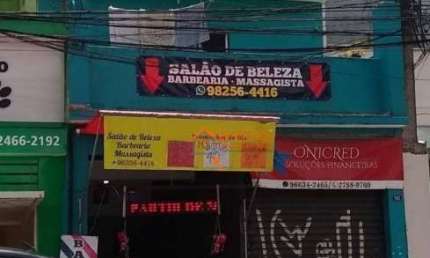 SALÃO DE BELEZA
BARBEARIA · MASSAGISTA
98256-4416
Salão de Beleza
Barbearia
Massagista
98256-4416
ONICRED
SOLUÇÕES FINANCEIRAS
2466-2192
PARTIR DE
BA